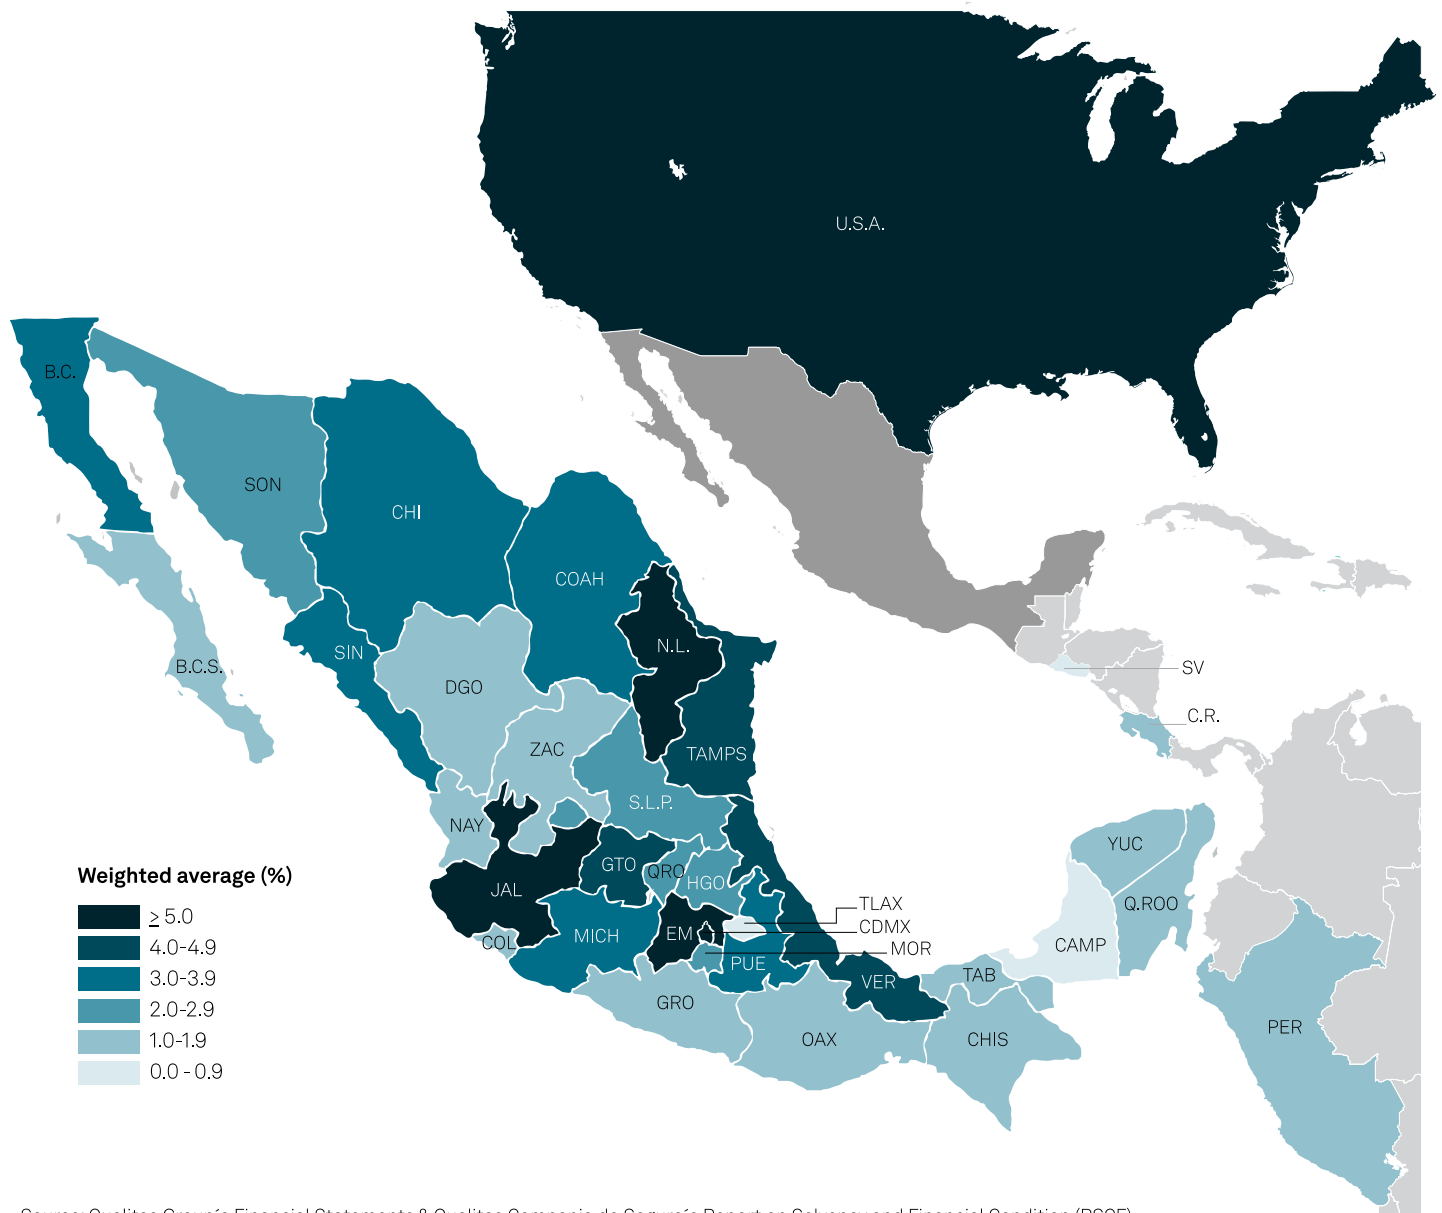 U.S.A.
B.C.
SON
CHI
COAH
N.L.
SIN
B.C.S.
DGO
SV
C.R.
ZAC
TAMPS
S.L.P.
NAY
YUC
GTO
QRO
HGO
JAL
Q.ROO
TLAX
CDMX
MOR
COL
MICH
EM
PUE
CAMP
TAB
VER
GRO
OAX
CHIS
PER
Weighted average (%)
≥ 5.0
4.0-4.9
3.0-3.9
2.0-2.9
1.0-1.9
0.0 - 0.9